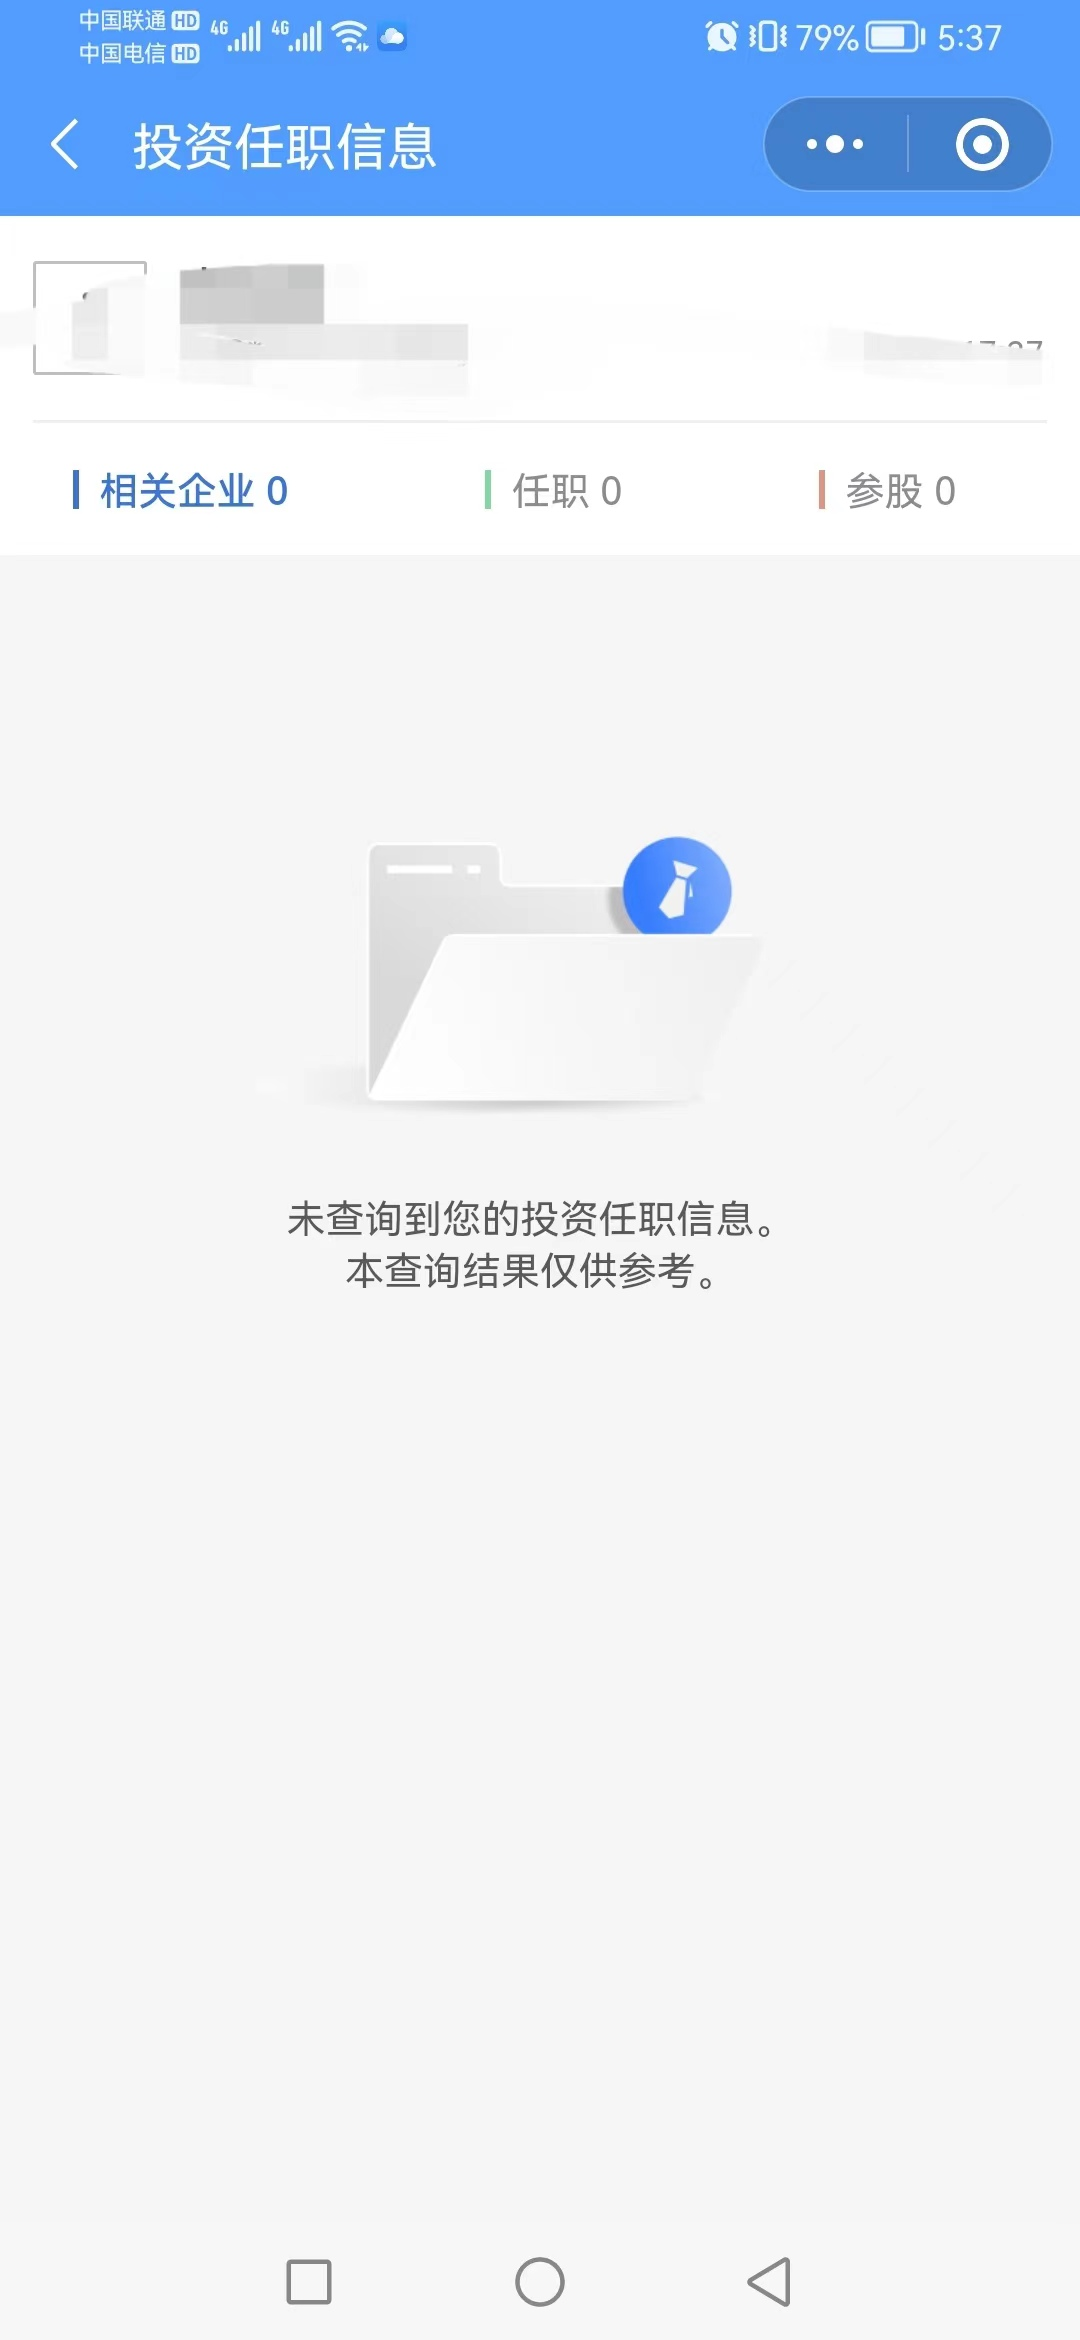 中国联通 HD
中国电信 HD
4G 4G
79% 5:37
投资任职信息
相关企业 0
任职 0
参股 0
未查询到您的投资任职信息。
本查询结果仅供参考。